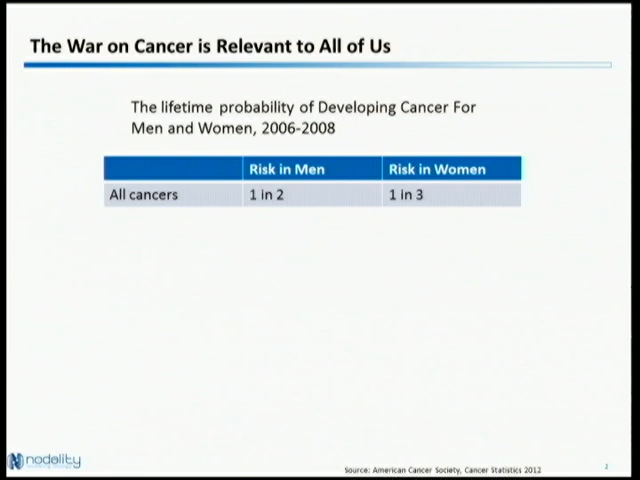 The War on Cancer is Relevant to All of Us
The lifetime probability of Developing Cancer For
Men and Women, 2006-2008
Risk in Men Risk in Women
All cancers 1 in 2 1 in 3
nodality
Source: American Cancer Society, Cancer Statistics 2012
2